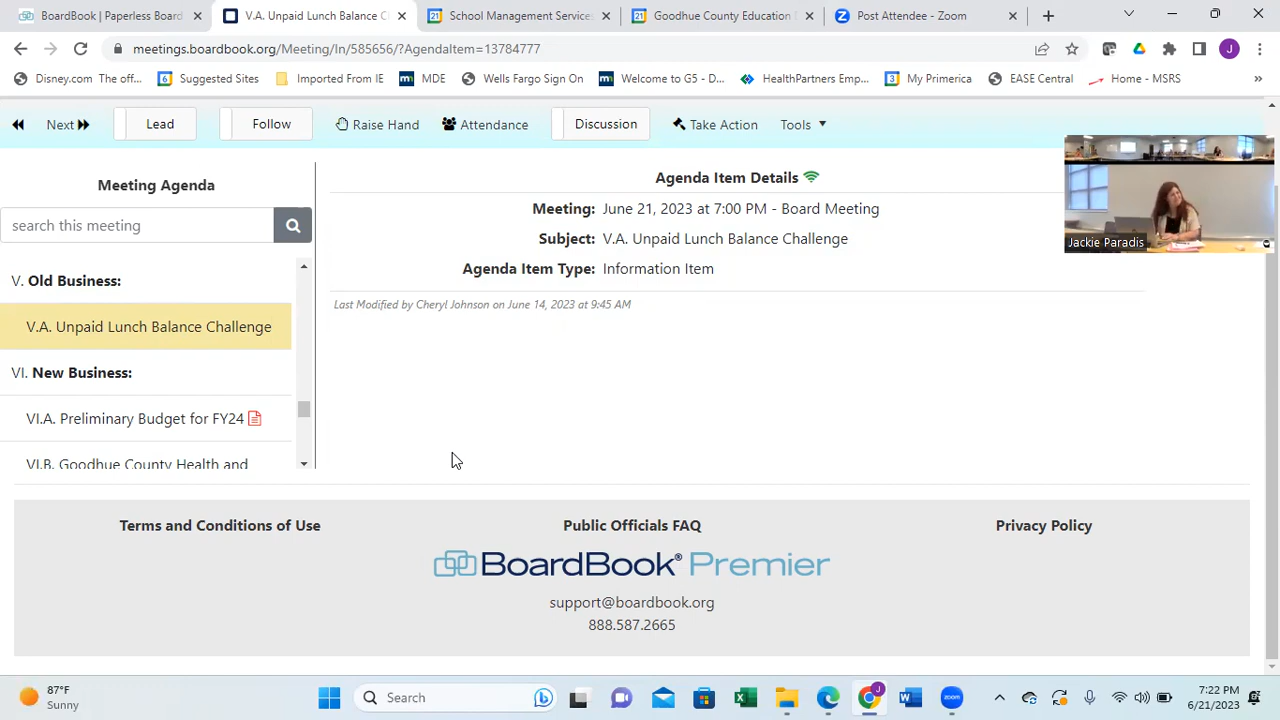 BoardBook | Paperless Board
V.A. Unpaid Lunch Balance C
School Management Services
Goodhue County Education
Post Attendee - Zoom
meetings.boardbook.org/Meeting/In/585656/?AgendaItem=13784777
J
Disney.com The off...
6 Suggested Sites
Imported From IE
MDE
Wells Fargo Sign On
Welcome to G5 - D...
HealthPartners Emp...
3 My Primerica
EASE Central
Home - MSRS
»
Next Lead Follow Raise Hand Attendance Discussion Take Action Tools
Meeting Agenda
search this meeting
V. Old Business:
V.A. Unpaid Lunch Balance Challenge
VI. New Business:
VI.A. Preliminary Budget for FY24
VI.B. Goodhue County Health and
Agenda Item Details
Meeting: June 21, 2023 at 7:00 PM - Board Meeting
Subject: V.A. Unpaid Lunch Balance Challenge
Agenda Item Type: Information Item
Last Modified by Cheryl Johnson on June 14, 2023 at 9:45 AM
Jackie Paradis
Terms and Conditions of Use
Public Officials FAQ
Privacy Policy
BoardBook® Premier
support@boardbook.org
888.587.2665
87°F
Sunny
Search
7:22 PM
6/21/2023